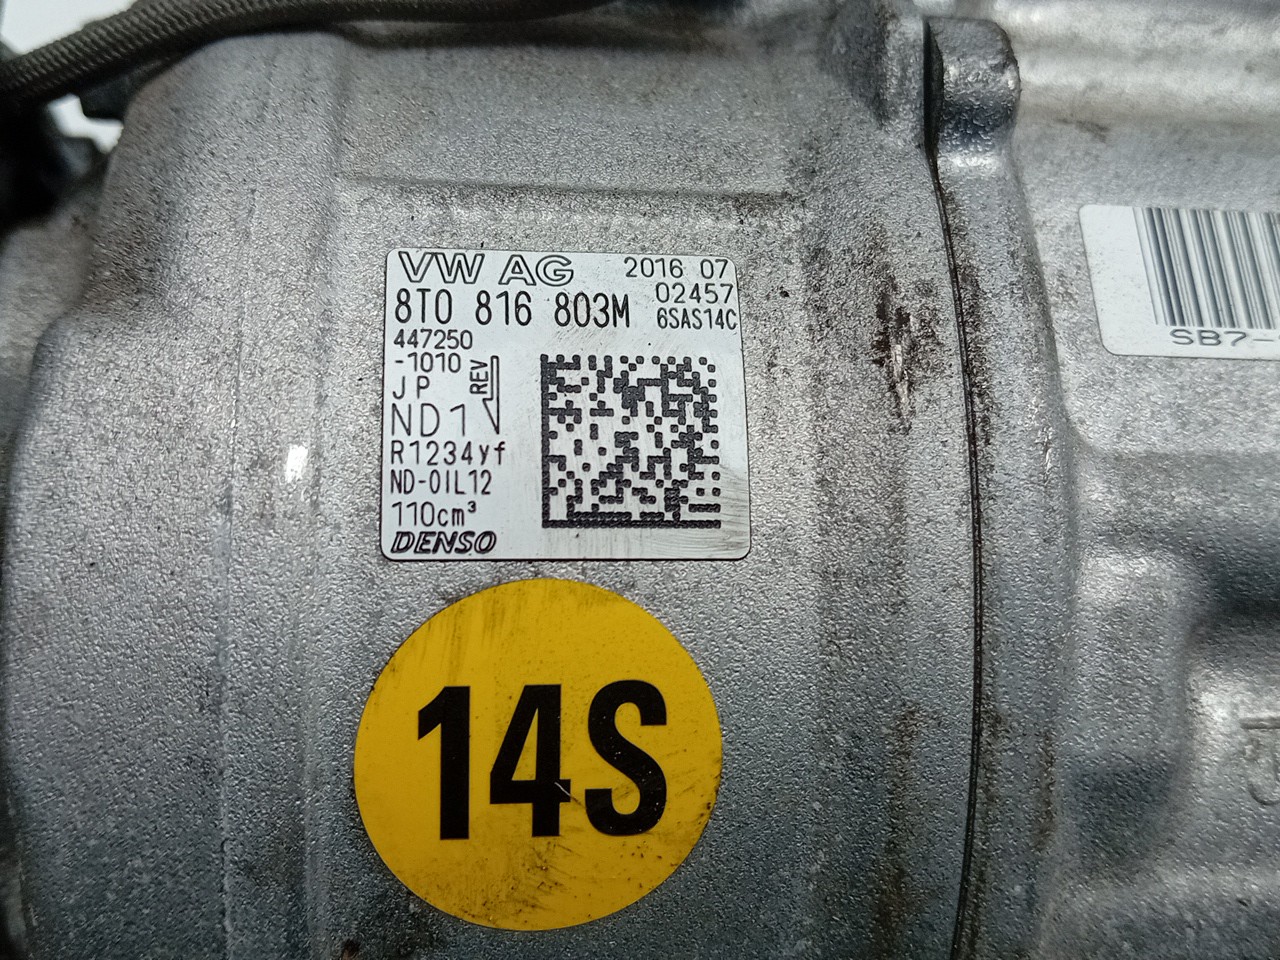 VW AG 2016 07
02457
8T0 816 803M 6SAS14C
447250
-1010
REV
JP
ND1
R1234yf
ND-OIL12
110cm³
DENSO
14S
SB7-